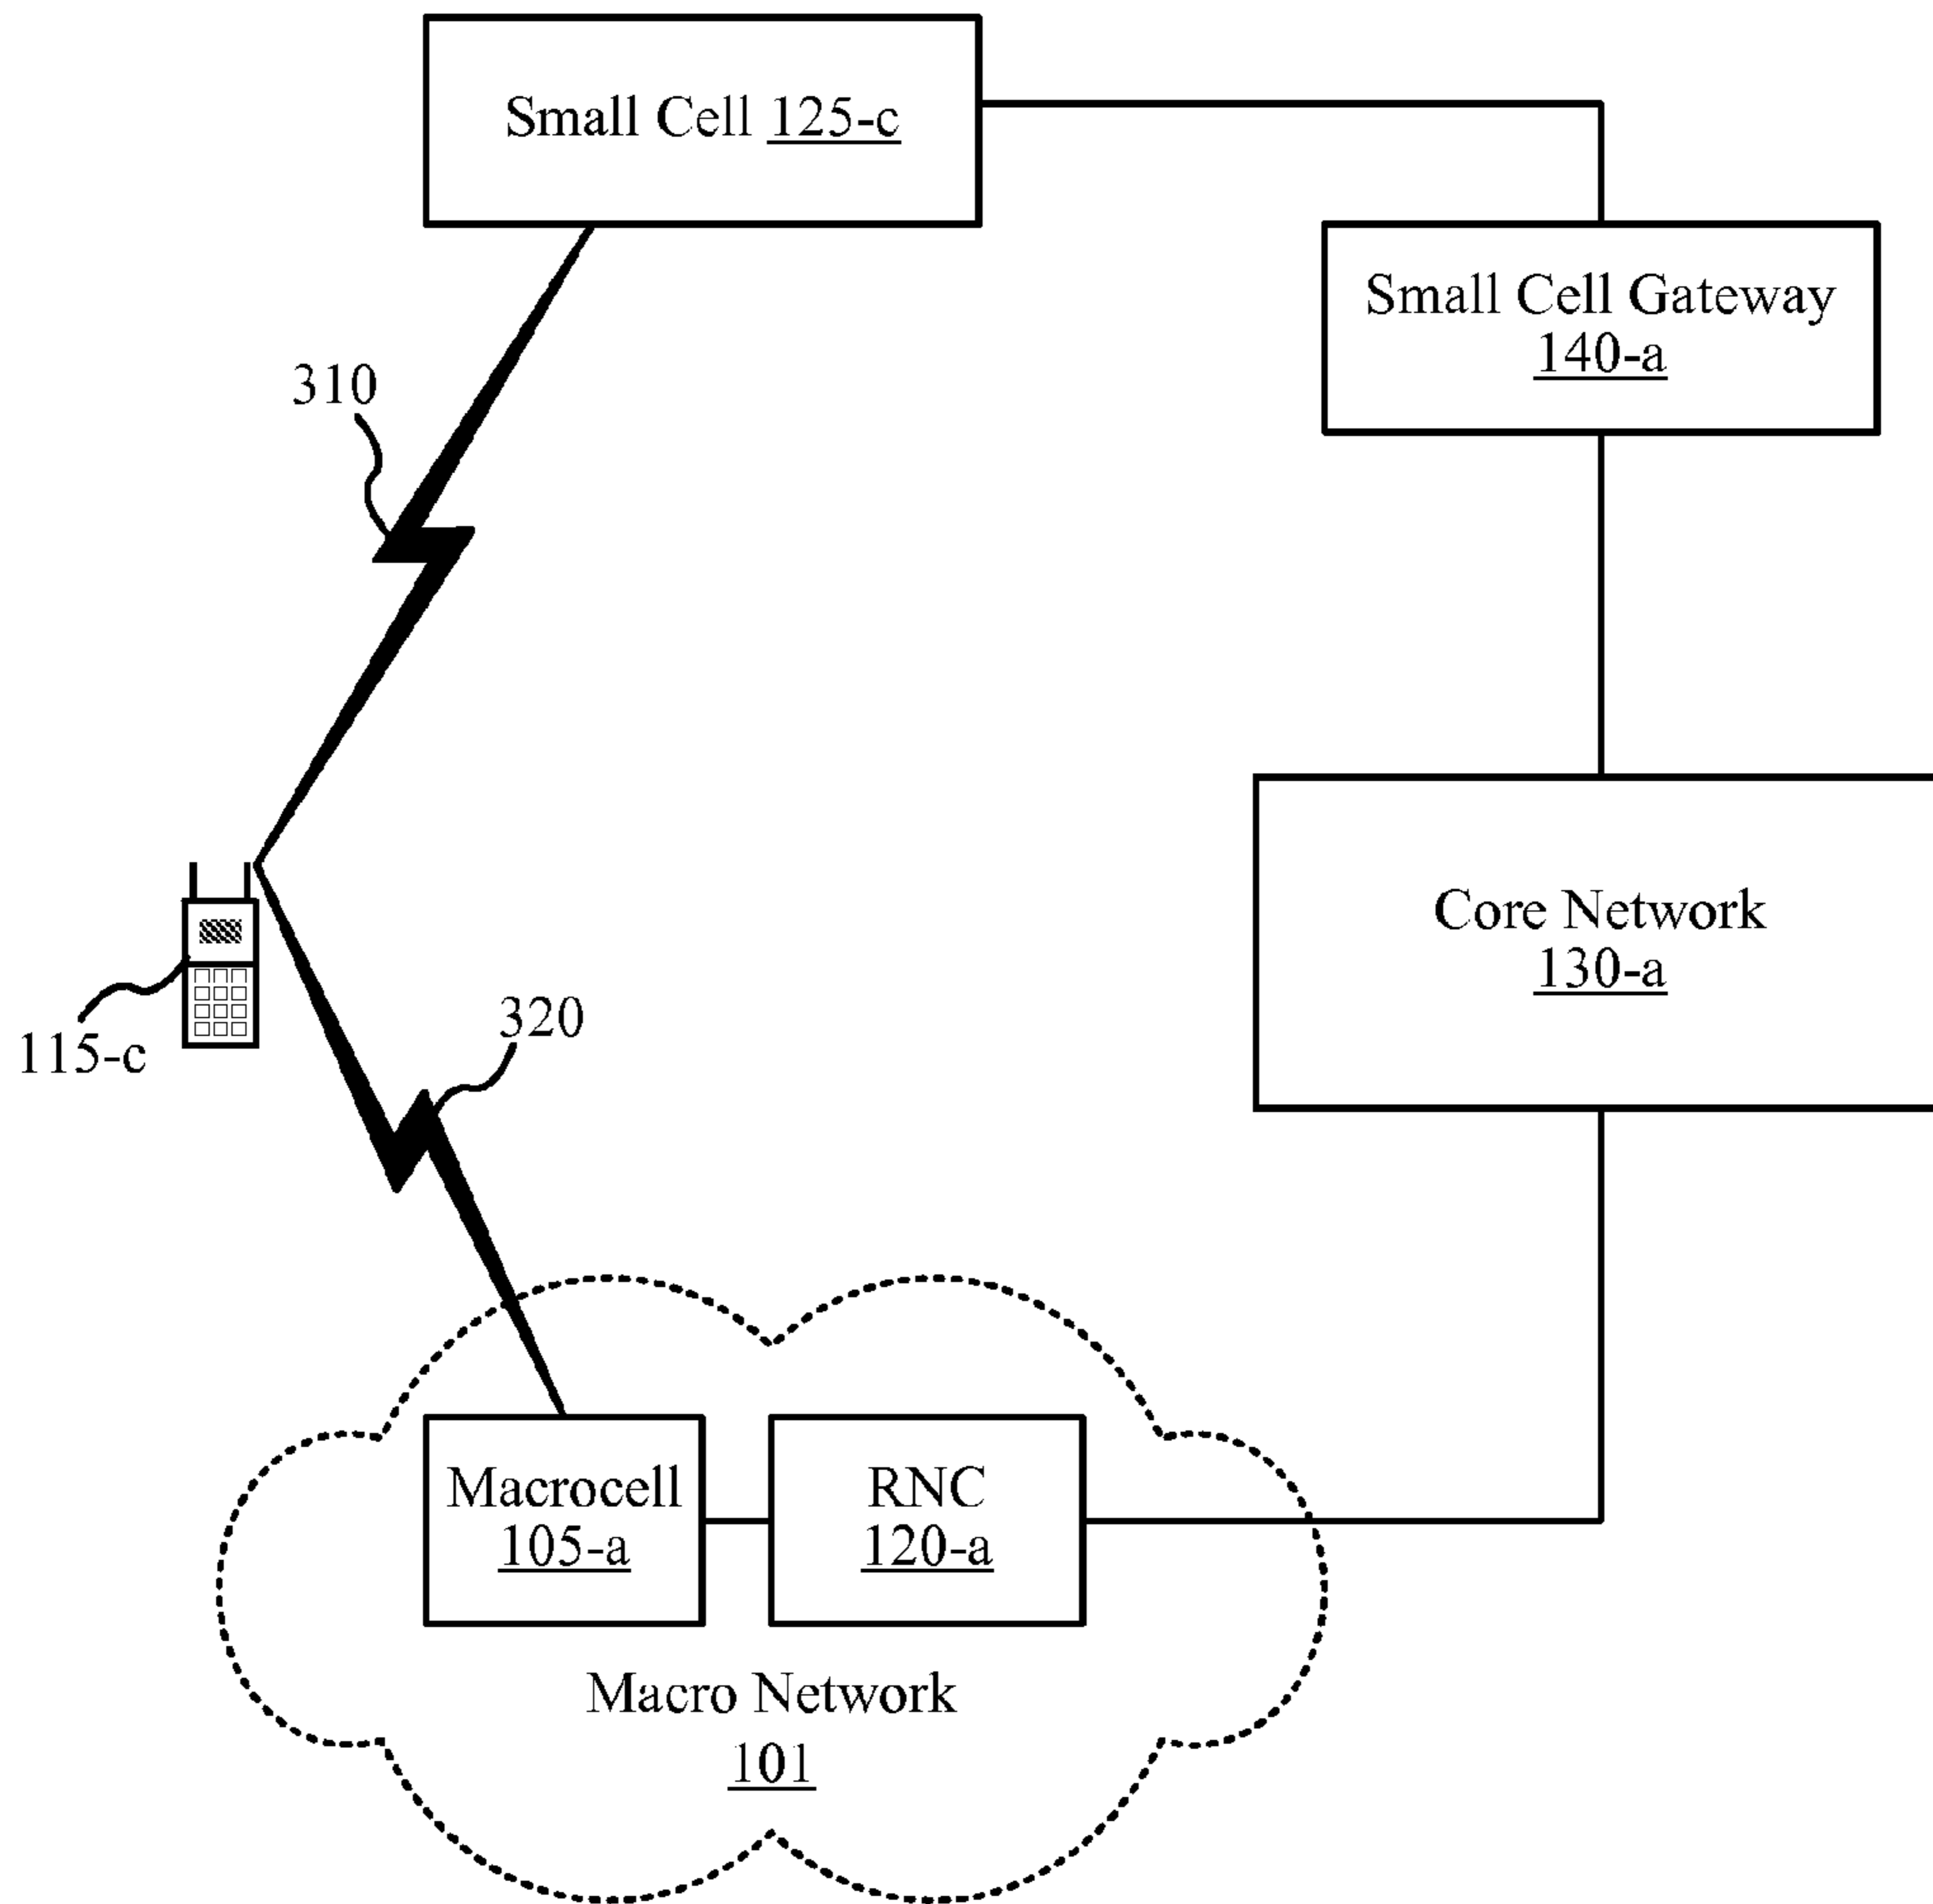 Small Cell 125-c
Small Cell Gateway
140-a
310
Core Network
130-a
320
115-c
Macrocell
105-a
RNC
120-a
Macro Network
101